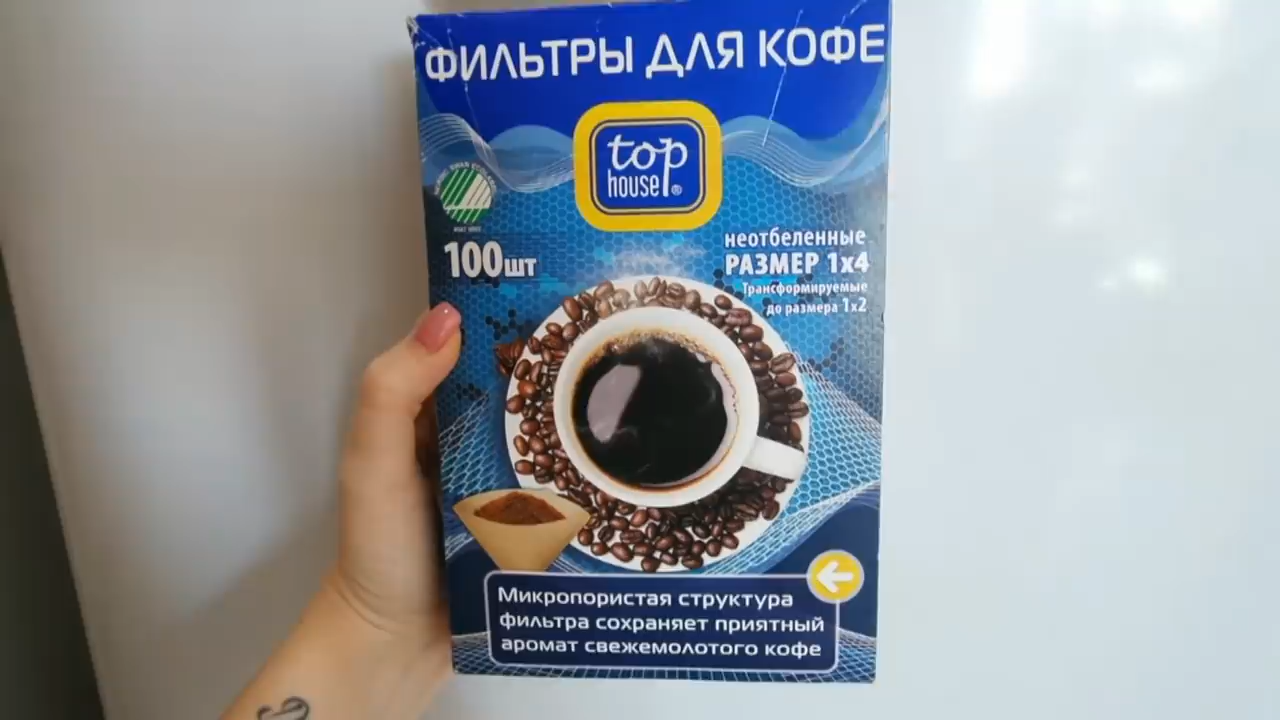 ФИЛЬТРЫ ДЛЯ КОФЕ
top
house®
100шт
неотбеленные
РАЗМЕР 1х4
Трансформируемые
до размера 1х2
Микропористая структура
фильтра сохраняет приятный
аромат свежемолотого кофе